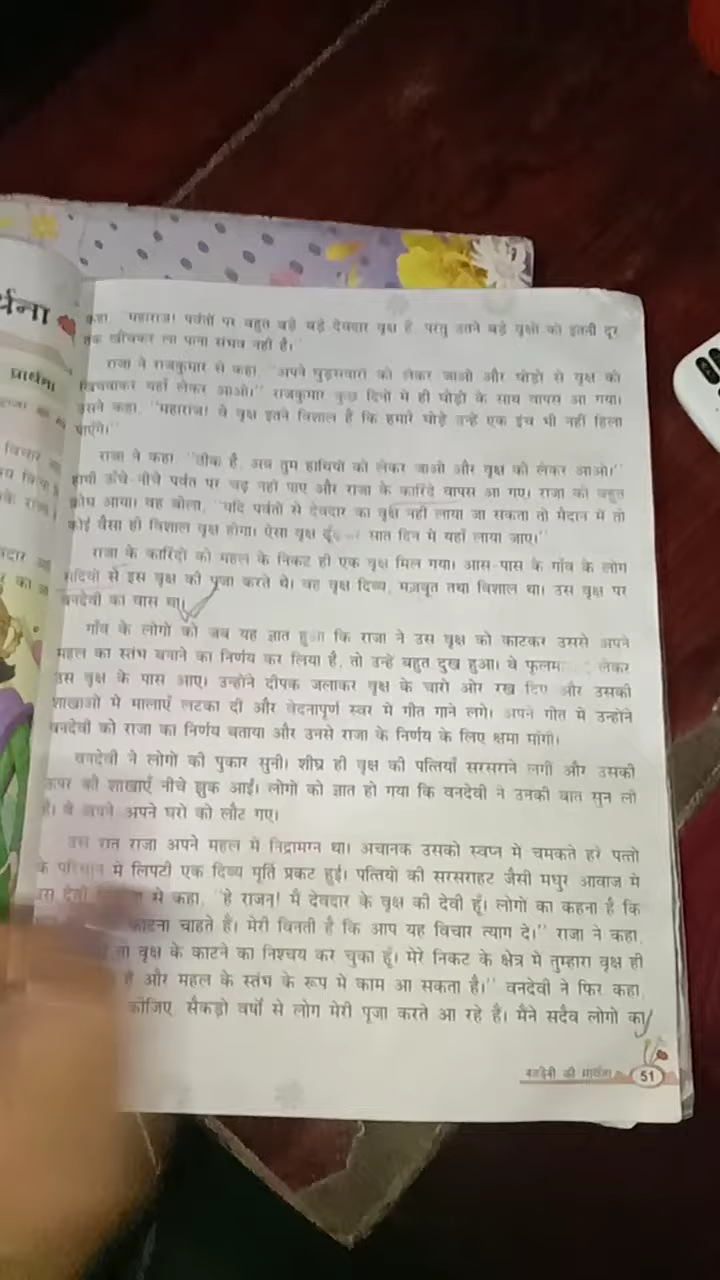 र्थना
प्रार्थना
कहा, "महाराज! पर्वतों पर बहुत बड़े बड़े देवदार वृक्ष हैं, परंतु उतने बड़े वृक्षों को इतनी दूर
तक खींचकर ला पाना संभव नहीं है।"
राजा ने राजकुमार से कहा, "अपने घुड़सवारों को लेकर जाओ और घोड़ों से वृक्ष को
खिंचवाकर यहाँ लेकर आओ।" राजकुमार कुछ दिनों में ही घोड़ों के साथ वापस आ गया।
उसने कहा, "महाराज! वे वृक्ष इतने विशाल हैं कि हमारे घोड़े उन्हें एक इंच भी नहीं हिला
पाएँगे।"
राजा ने कहा, "ठीक है, अब तुम हाथियों को लेकर जाओ और वृक्ष को लेकर आओ।"
हाथी ऊँचे-नीचे पर्वत पर चढ़ नहीं पाए और राजा के कारिंदे वापस आ गए। राजा को बहुत
क्रोध आया। वह बोला, "यदि पर्वतों से देवदार का वृक्ष नहीं लाया जा सकता तो मैदान में तो
कोई वैसा ही विशाल वृक्ष होगा। ऐसा वृक्ष सात दिन में यहाँ लाया जाए।"
राजा के कारिंदों को महल के निकट ही एक वृक्ष मिल गया। आस-पास के गाँव के लोग
सदियों से इस वृक्ष की पूजा करते थे। वह वृक्ष दिव्य, मज़बूत तथा विशाल था। उस वृक्ष पर
वनदेवी का वास था।
गाँव के लोगों को जब यह ज्ञात हुआ कि राजा ने उस वृक्ष को काटकर उससे अपने
महल का स्तंभ बनाने का निर्णय कर लिया है, तो उन्हें बहुत दुख हुआ। वे लेकर
उस वृक्ष के पास आए। उन्होंने दीपक जलाकर वृक्ष के चारों ओर रख दिए और उसकी
शाखाओं में मालाएँ लटका दीं और वेदनापूर्ण स्वर में गीत गाने लगे। अपने गीत में उन्होंने
वनदेवी को राजा का निर्णय बताया और उनसे राजा के निर्णय के लिए क्षमा माँगी।
वनदेवी ने लोगों की पुकार सुनी। शीघ्र ही वृक्ष की पत्तियाँ सरसराने लगीं और उसकी
ऊपर की शाखाएँ नीचे झुक आईं। लोगों को ज्ञात हो गया कि वनदेवी ने उनकी बात सुन ली
है। वे अपने अपने घरों को लौट गए।
उस रात राजा अपने महल में निद्रामग्न था। अचानक उसको स्वप्न में चमकते हरे पत्तों
के परिधान में लिपटी एक दिव्य मूर्ति प्रकट हुई। पत्तियों की सरसराहट जैसी मधुर आवाज़ में
उस देवी से कहा, "हे राजन्! मैं देवदार के वृक्ष की देवी हूँ। लोगों का कहना है कि
काटना चाहते हैं। मेरी विनती है कि आप यह विचार त्याग दें।" राजा ने कहा,
वृक्ष के काटने का निश्चय कर चुका हूँ। मेरे निकट के क्षेत्र में तुम्हारा वृक्ष ही
है और महल के स्तंभ के रूप में काम आ सकता है।" वनदेवी ने फिर कहा,
कीजिए, सैकड़ों वर्षों से लोग मेरी पूजा करते आ रहे हैं। मैंने सदैव लोगों का
वनदेवी की प्रार्थना
51